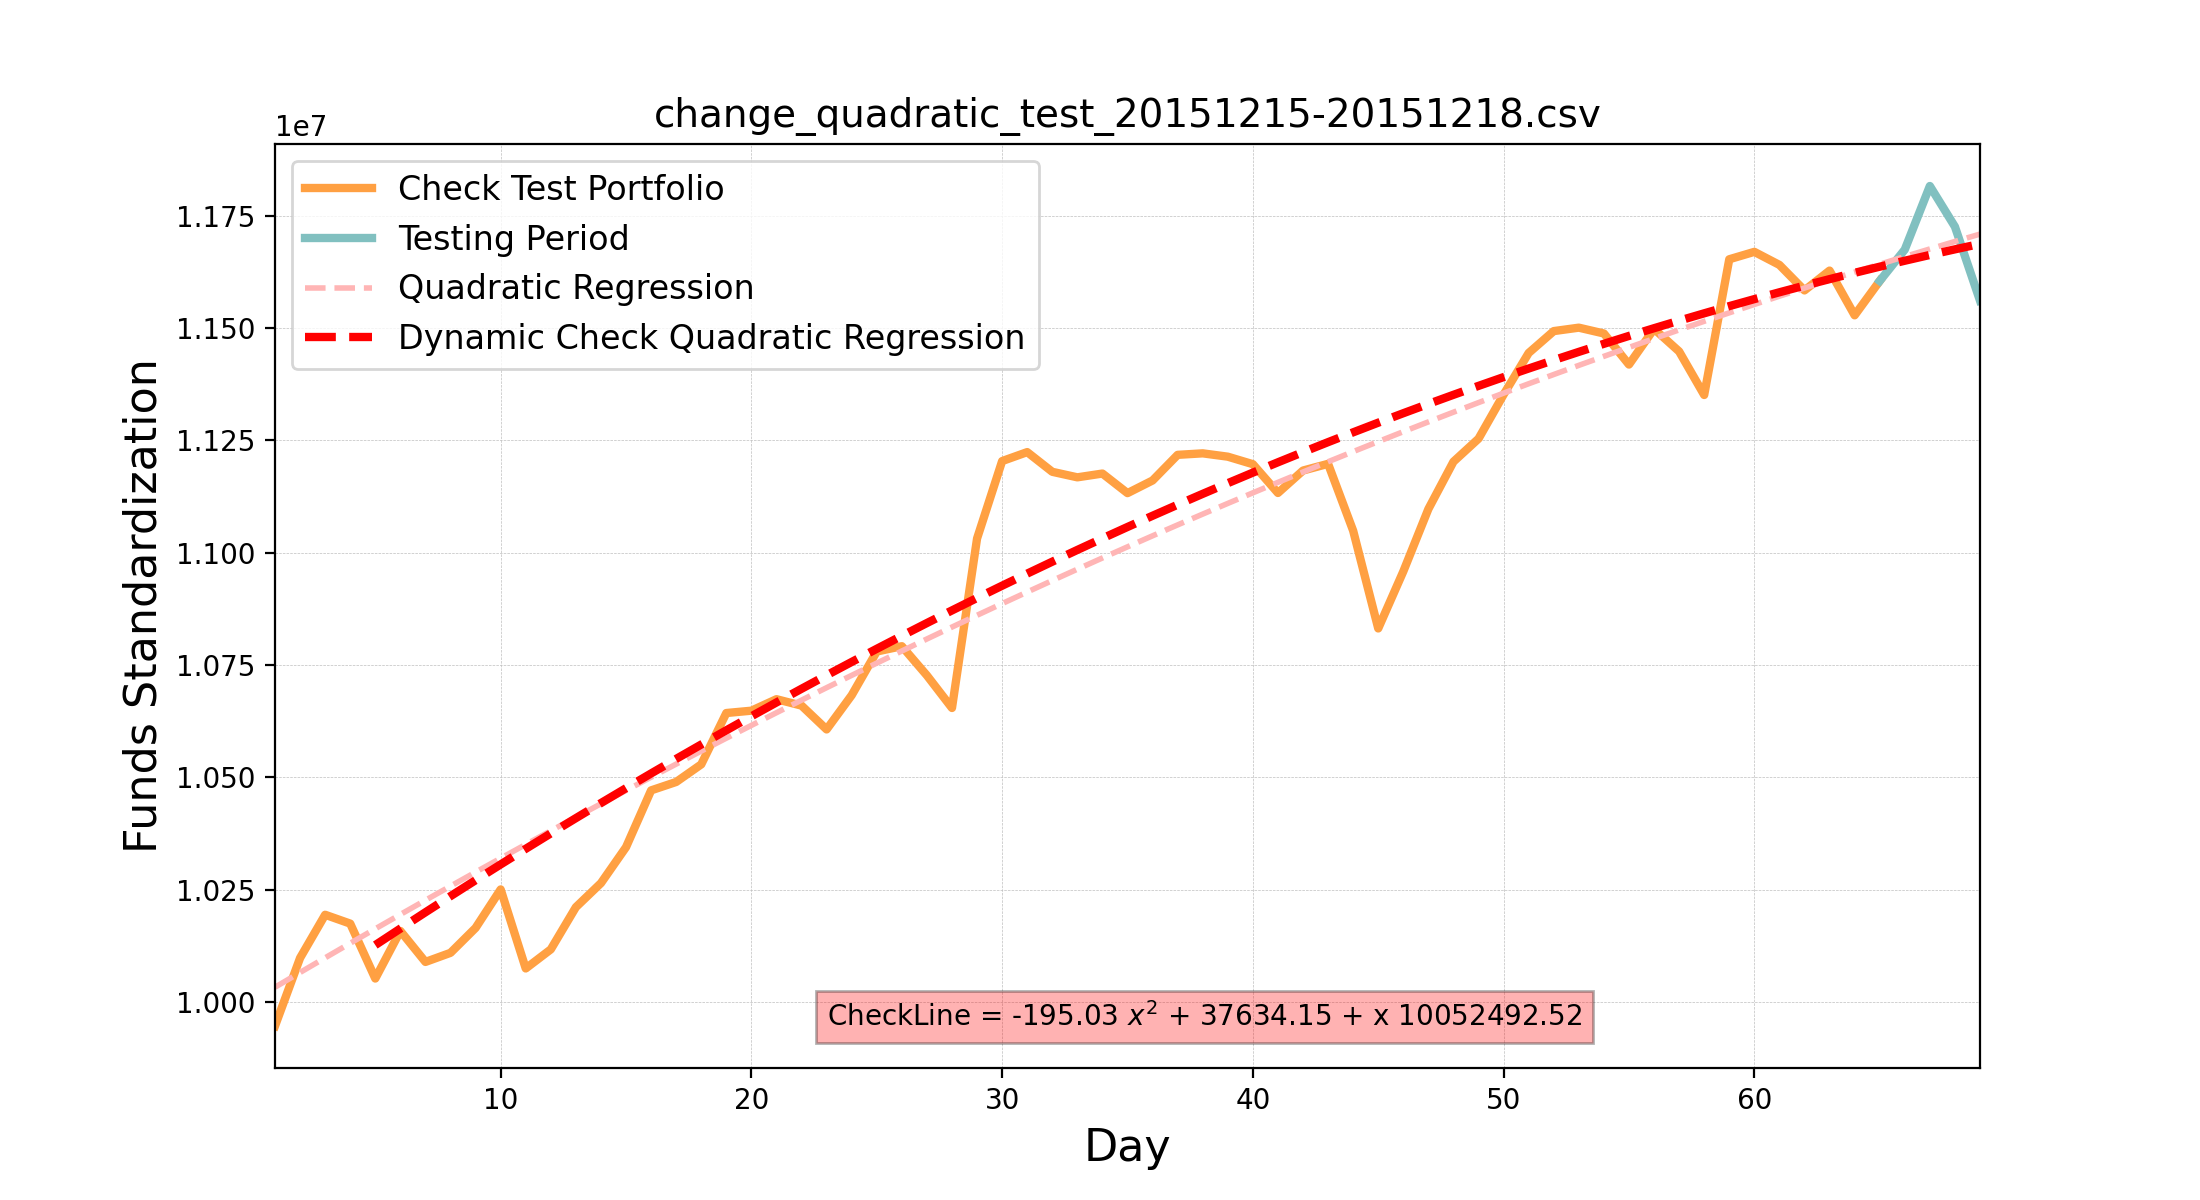 change_quadratic_test_20151215-20151218.csv
1e7
Check Test Portfolio
Testing Period
Quadratic Regression
Dynamic Check Quadratic Regression
1.175
1.150
1.125
1.100
1.075
1.050
1.025
1.000
Funds Standardization
CheckLine = -195.03 x² + 37634.15 + x 10052492.52
10 20 30 40 50 60
Day